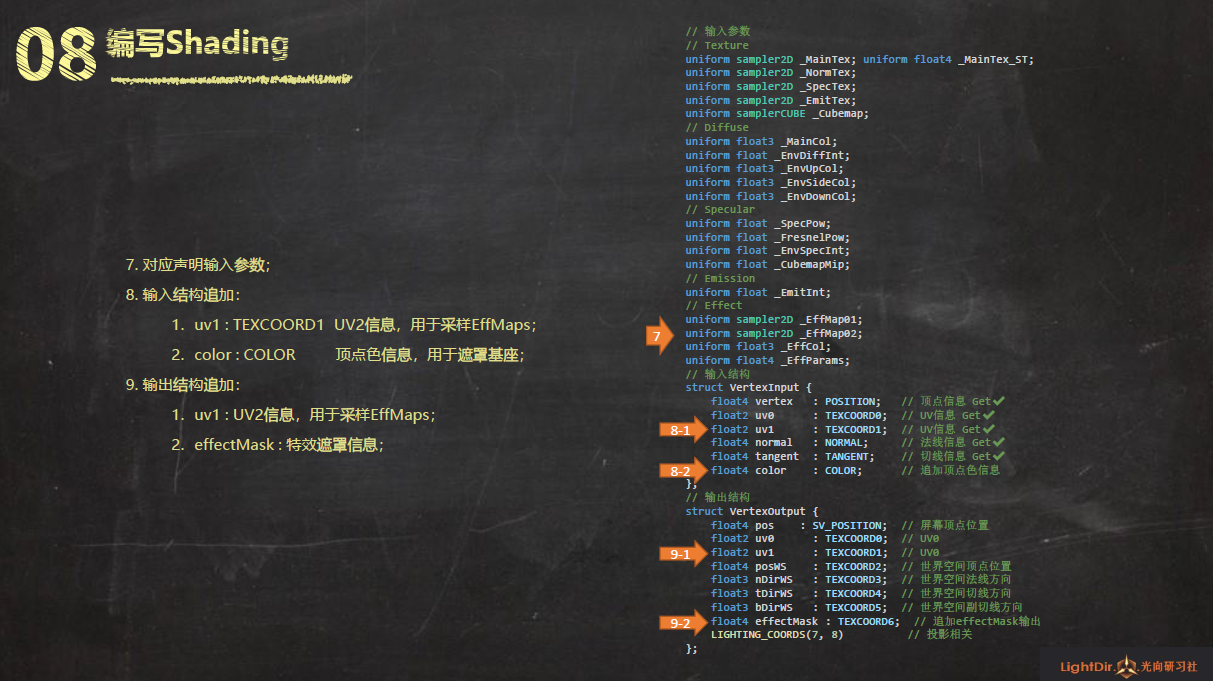 08 编写Shading
7. 对应声明输入参数;
8. 输入结构追加:
1. uv1 : TEXCOORD1 UV2信息，用于采样EffMaps;
2. color : COLOR 顶点色信息，用于遮罩基座;
9. 输出结构追加:
1. uv1 : UV2信息，用于采样EffMaps;
2. effectMask : 特效遮罩信息;
// 输入参数
// Texture
uniform sampler2D _MainTex; uniform float4 _MainTex_ST;
uniform sampler2D _NormTex;
uniform sampler2D _SpecTex;
uniform sampler2D _EmitTex;
uniform samplerCUBE _Cubemap;
// Diffuse
uniform float3 _MainCol;
uniform float _EnvDiffInt;
uniform float3 _EnvUpCol;
uniform float3 _EnvSideCol;
uniform float3 _EnvDownCol;
// Specular
uniform float _SpecPow;
uniform float _FresnelPow;
uniform float _EnvSpecInt;
uniform float _CubemapMip;
// Emission
uniform float _EmitInt;
// Effect
uniform sampler2D _EffMap01;
7 uniform sampler2D _EffMap02;
uniform float3 _EffCol;
uniform float4 _EffParams;
// 输入结构
struct VertexInput {
float4 vertex : POSITION; // 顶点信息 Get✔
float2 uv0 : TEXCOORD0; // UV信息 Get✔
8-1 float2 uv1 : TEXCOORD1; // UV信息 Get✔
float4 normal : NORMAL; // 法线信息 Get✔
float4 tangent : TANGENT; // 切线信息 Get✔
8-2 float4 color : COLOR; // 追加顶点色信息
};
// 输出结构
struct VertexOutput {
float4 pos : SV_POSITION; // 屏幕顶点位置
float2 uv0 : TEXCOORD0; // UV0
9-1 float2 uv1 : TEXCOORD1; // UV0
float4 posWS : TEXCOORD2; // 世界空间顶点位置
float3 nDirWS : TEXCOORD3; // 世界空间法线方向
float3 tDirWS : TEXCOORD4; // 世界空间切线方向
float3 bDirWS : TEXCOORD5; // 世界空间副切线方向
9-2 float4 effectMask : TEXCOORD6; // 追加effectMask输出
LIGHTING_COORDS(7, 8) // 投影相关
};
LightDir.光向研习社